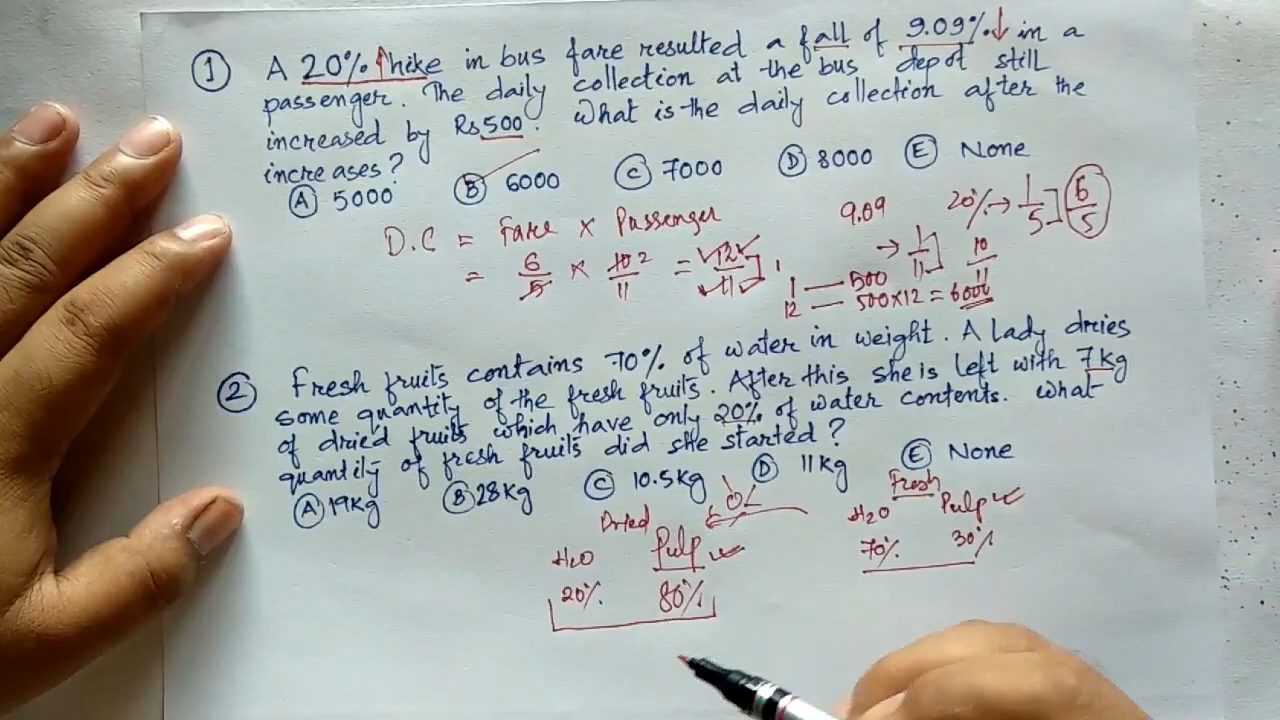 ① A 20% ↑hike in bus fare resulted a fall of 9.09%↓ in a
passenger. The daily collection at the bus depot still
increased by Rs 500. What is the daily collection after the
increases?
Ⓐ 5000 Ⓑ 6000 Ⓒ 7000 Ⓓ 8000 Ⓔ None
D.C = Fare × Passenger
= 6/5 × 10/11 2 = 12/11 ] 1
9.09
→ 1/11 ] 10/11
20% → 1/5 ] 6/5
1 — 500
12 — 500×12 = 6000
② Fresh fruits contains 70% of water in weight. A lady dries
some quantity of the fresh fruits. After this she is left with 7kg
of dried fruits which have only 20% of water contents. what
quantity of fresh fruits did she started?
Ⓐ 19kg Ⓑ 28kg Ⓒ 10.5kg Ⓓ 11kg Ⓔ None
Dried
H₂O Pulp
20% 80%
Fresh
H₂O Pulp
70% 30%